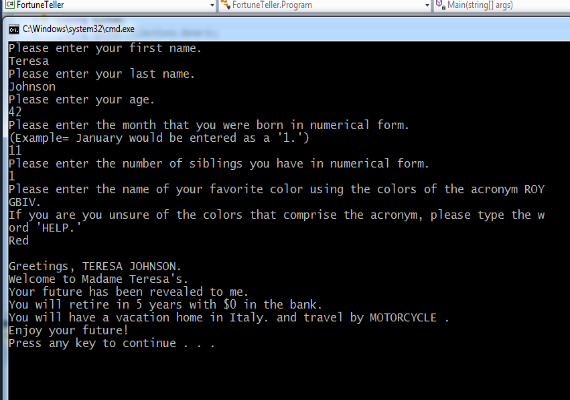 FortuneTeller
FortuneTeller.Program
Main(string[] args)
C:\Windows\system32\cmd.exe
Please enter your first name.
Teresa
Please enter your last name.
Johnson
Please enter your age.
42
Please enter the month that you were born in numerical form.
(Example= January would be entered as a '1.')
11
Please enter the number of siblings you have in numerical form.
1
Please enter the name of your favorite color using the colors of the acronym ROY
GBIV.
If you are you unsure of the colors that comprise the acronym, please type the w
ord 'HELP.'
Red
Greetings, TERESA JOHNSON.
Welcome to Madame Teresa's.
Your future has been revealed to me.
You will retire in 5 years with $0 in the bank.
You will have a vacation home in Italy. and travel by MOTORCYCLE .
Enjoy your future!
Press any key to continue . . .